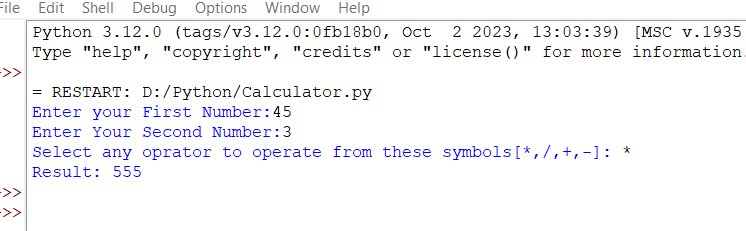 File Edit Shell Debug Options Window Help
Python 3.12.0 (tags/v3.12.0:0fb18b0, Oct 2 2023, 13:03:39) [MSC v.1935
Type "help", "copyright", "credits" or "license()" for more information.
>>>
= RESTART: D:/Python/Calculator.py
Enter your First Number:45
Enter Your Second Number:3
Select any oprator to operate from these symbols[*,/,+,-]: *
Result: 555
>>>
>>>